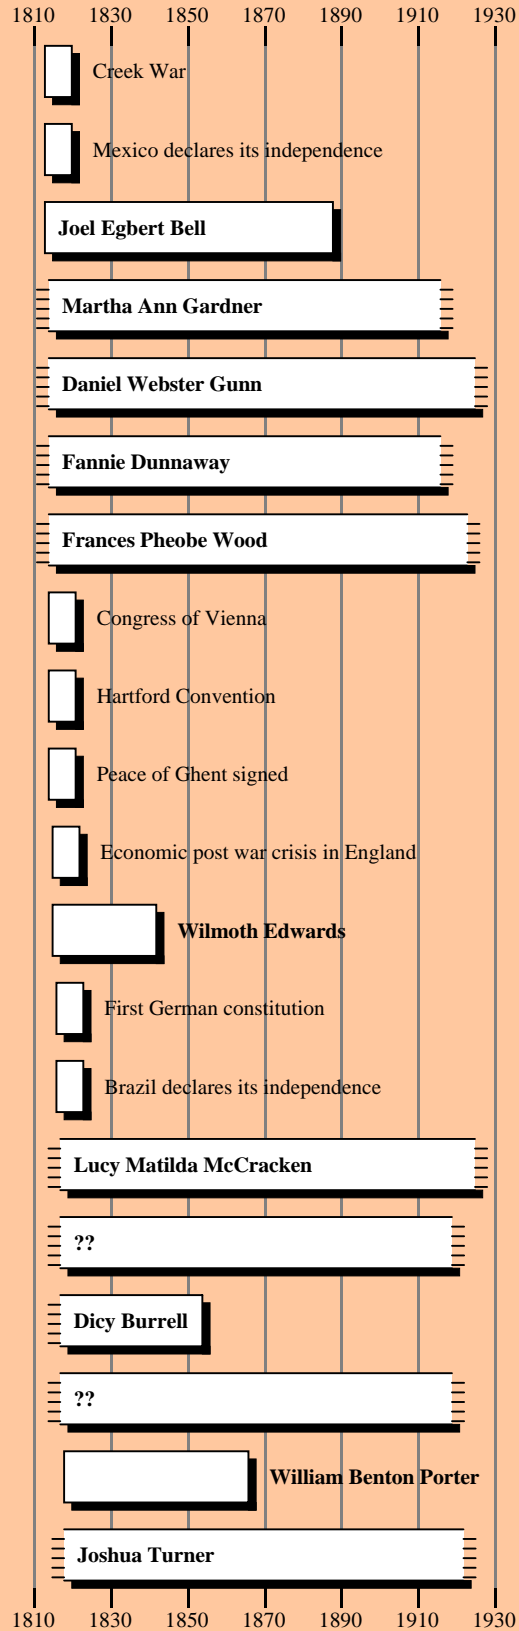 1810 1830 1850 1870 1890 1910 1930
Creek War
Mexico declares its independence
Joel Egbert Bell
Martha Ann Gardner
Daniel Webster Gunn
Fannie Dunnaway
Frances Pheobe Wood
Congress of Vienna
Hartford Convention
Peace of Ghent signed
Economic post war crisis in England
Wilmoth Edwards
First German constitution
Brazil declares its independence
Lucy Matilda McCracken
??
Dicy Burrell
??
William Benton Porter
Joshua Turner
1810 1830 1850 1870 1890 1910 1930